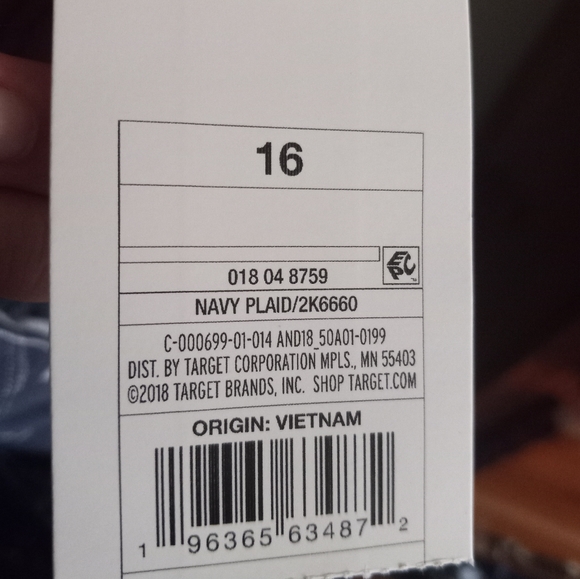 16
EPC
018 04 8759
NAVY PLAID/2K6660
C-000699-01-014 AND18_50A01-0199
DIST. BY TARGET CORPORATION MPLS., MN 55403
©2018 TARGET BRANDS, INC. SHOP TARGET.COM
ORIGIN: VIETNAM
1 96365 63487 2